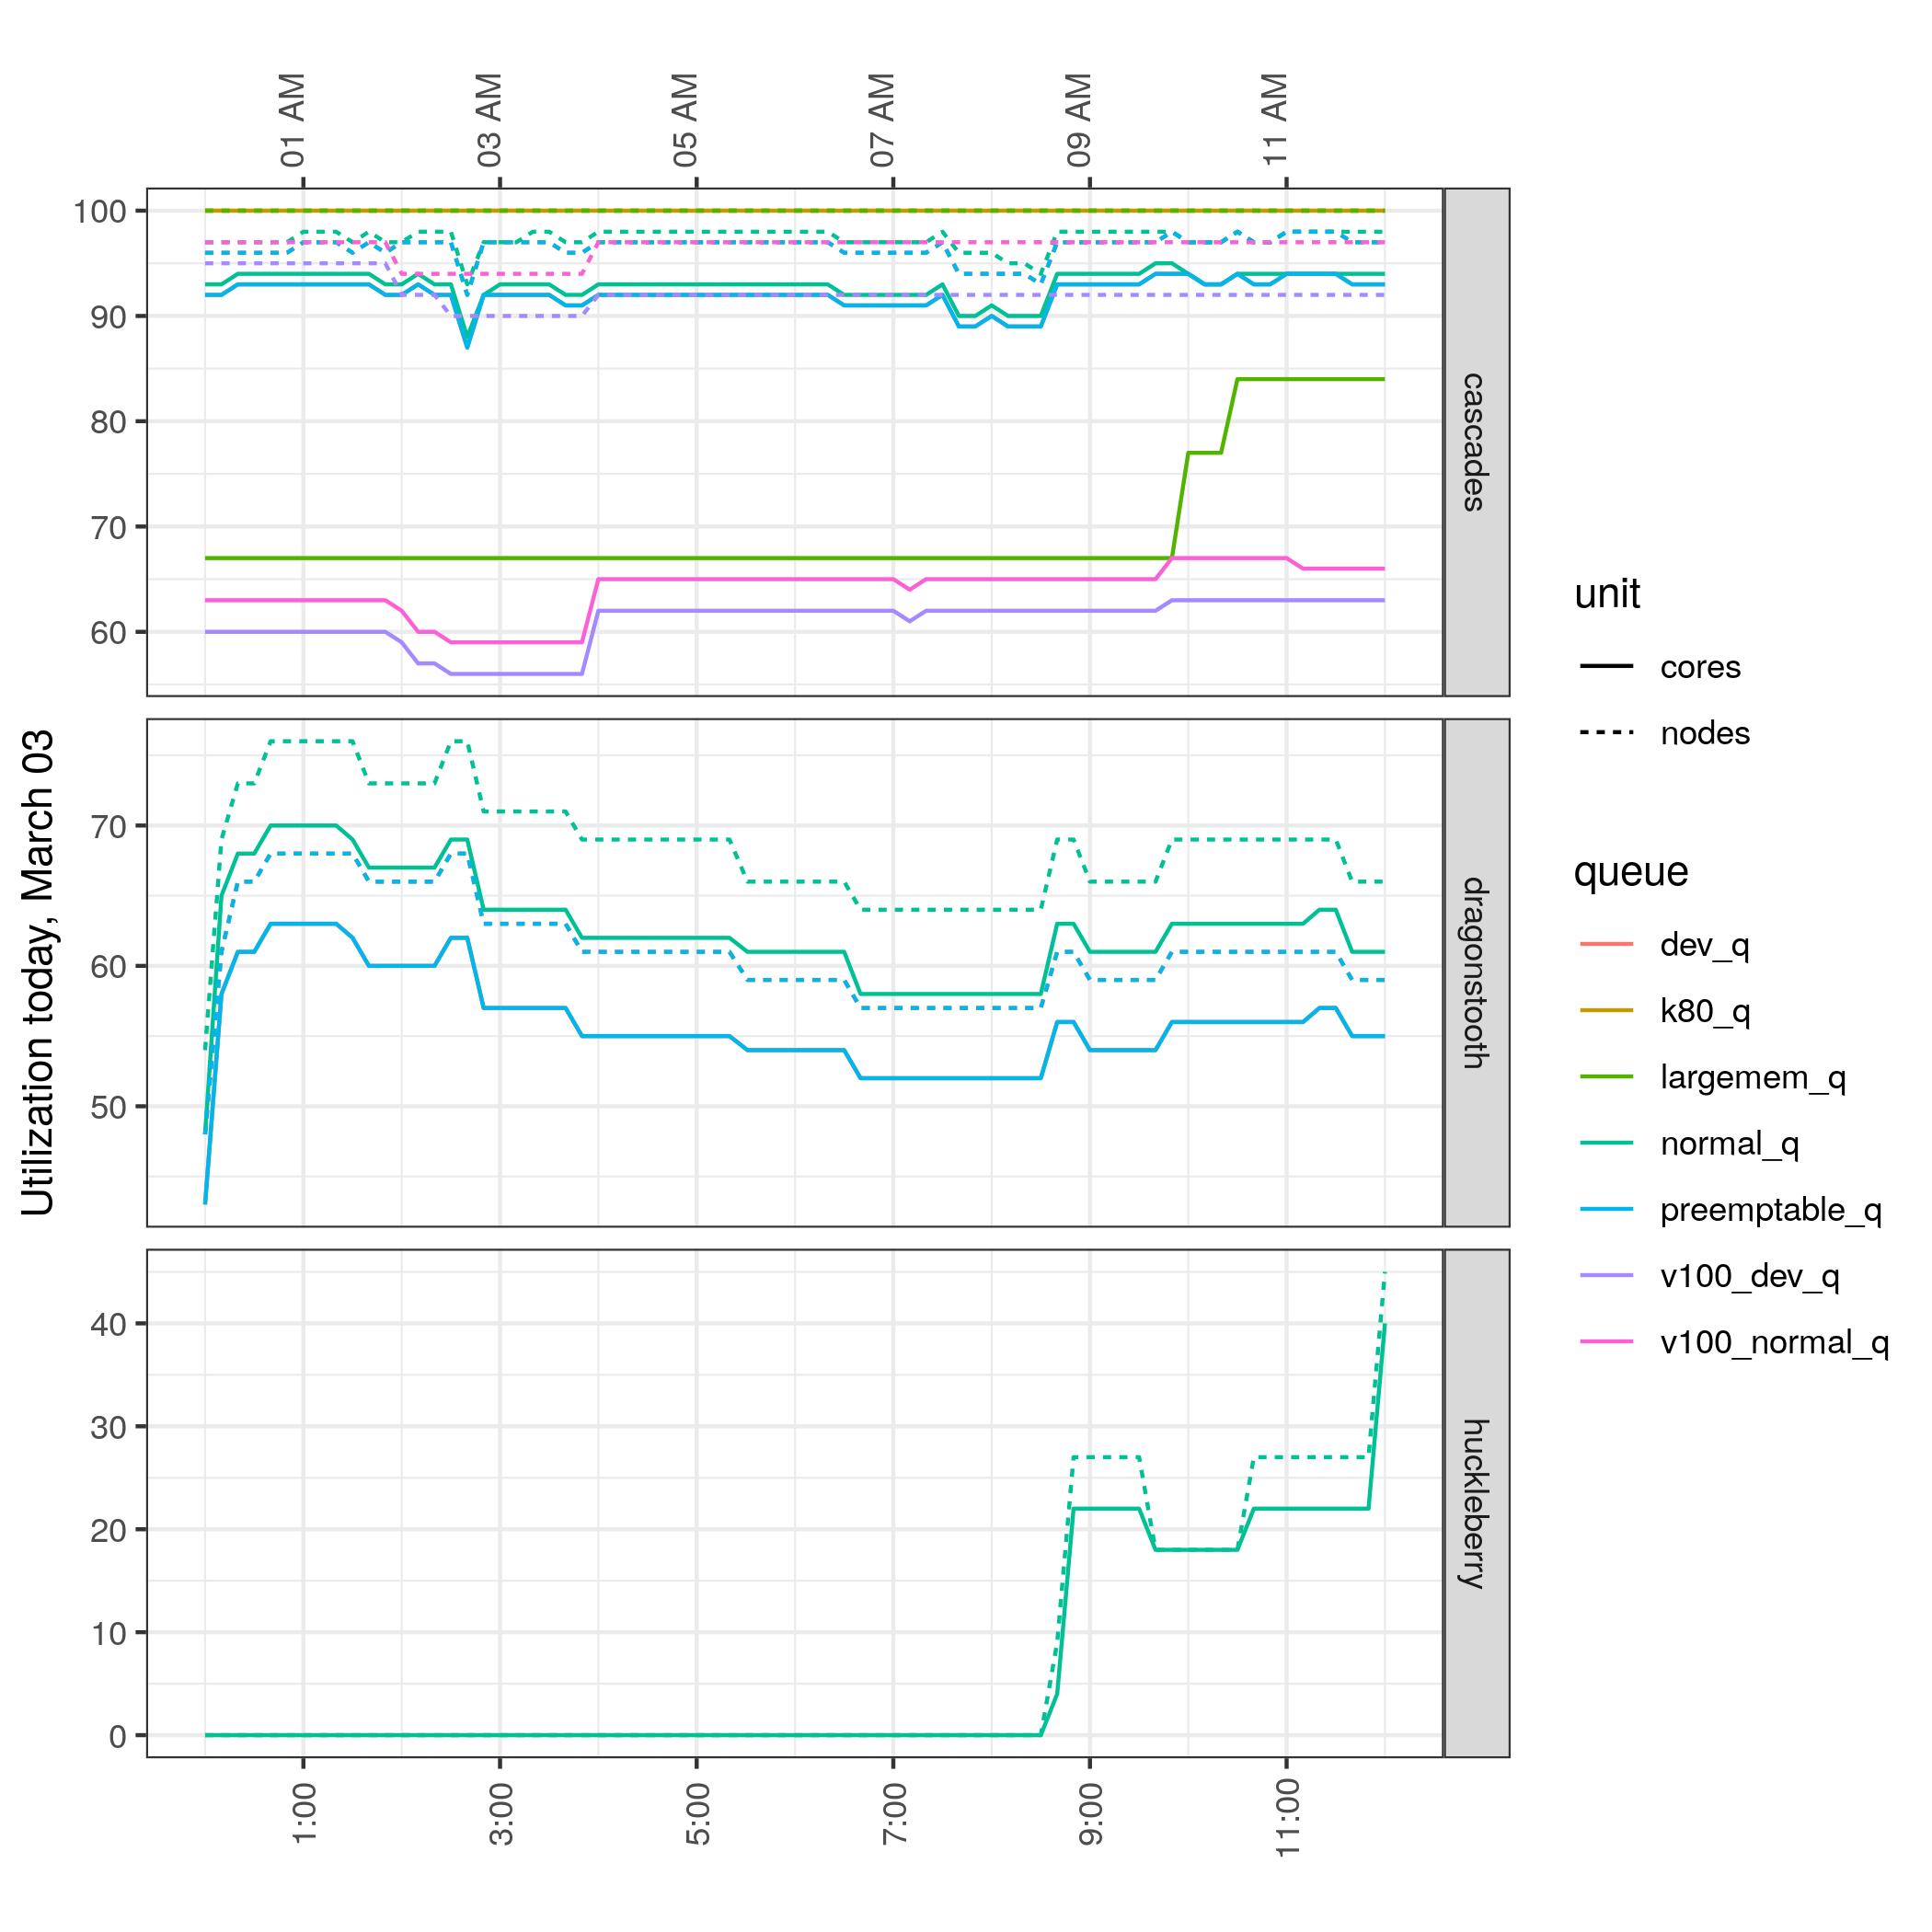 01 AM
03 AM
05 AM
07 AM
09 AM
11 AM
Utilization today, March 03
100
90
80
70
60
cascades
70
60
50
dragonstooth
40
30
20
10
0
huckleberry
1:00
3:00
5:00
7:00
9:00
11:00
unit
cores
nodes
queue
dev_q
k80_q
largemem_q
normal_q
preemptable_q
v100_dev_q
v100_normal_q